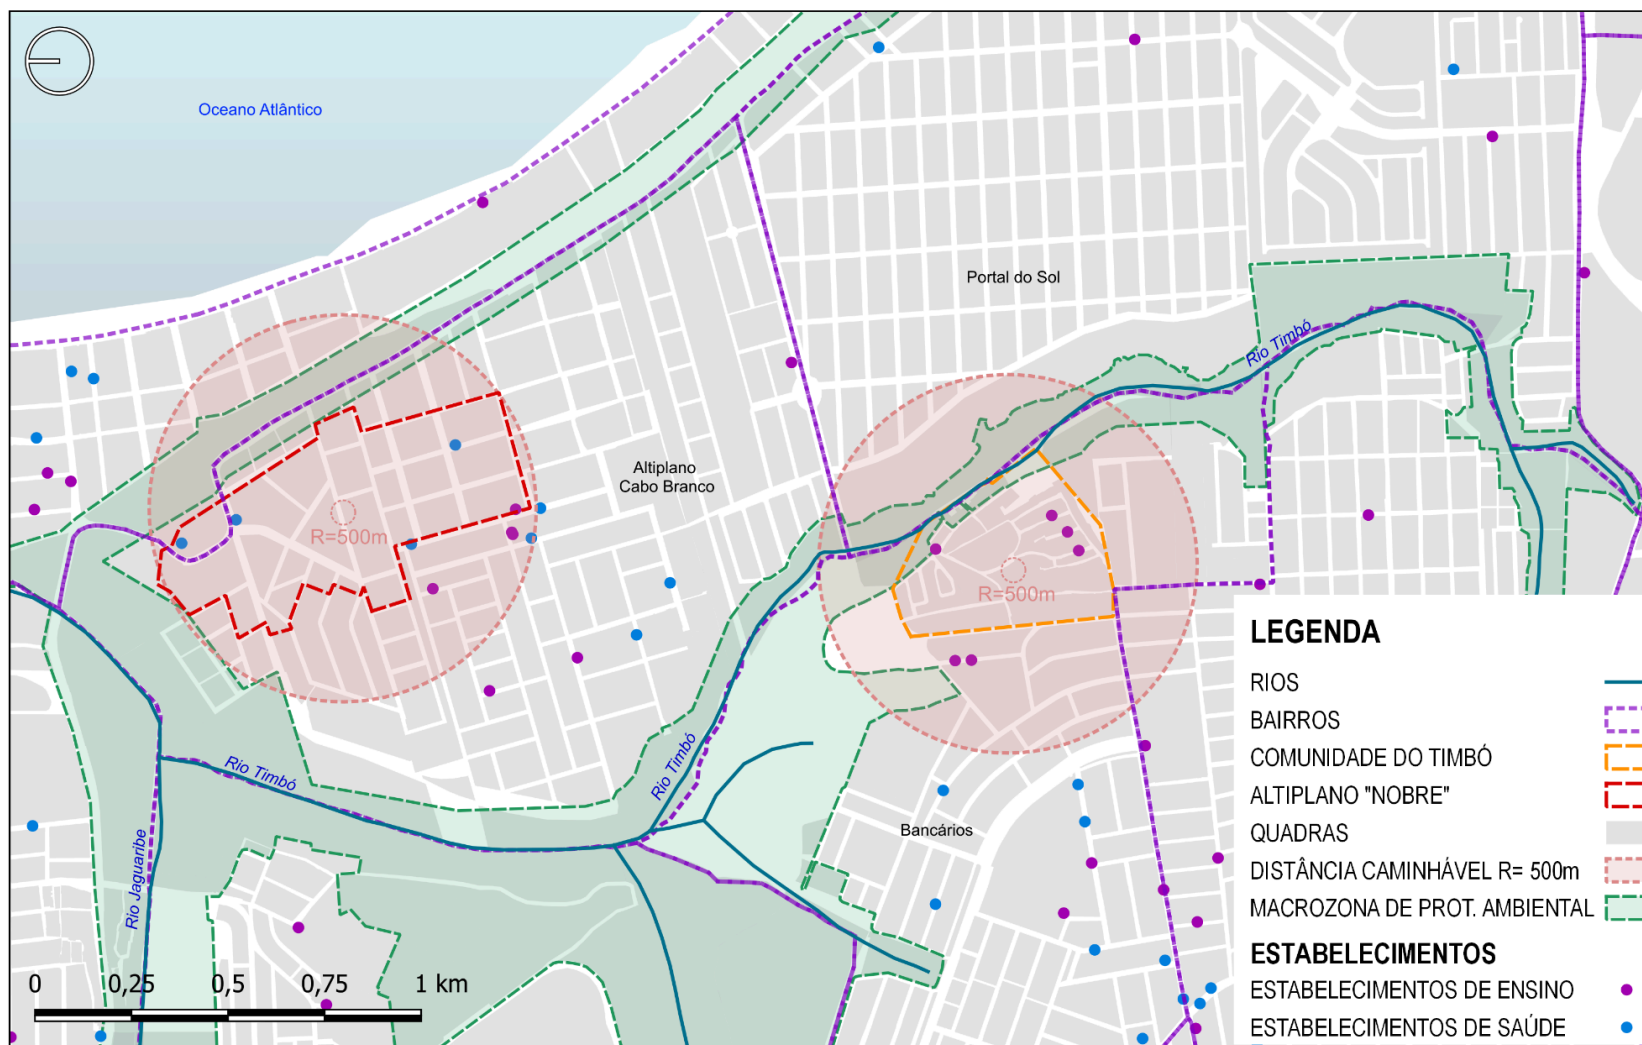 Oceano Atlântico
Portal do Sol
Rio Timbó
Altiplano
Cabo Branco
R=500m
R=500m
Rio Timbó
Rio Timbó
Rio Jaguaribe
Bancários
0 0,25 0,5 0,75 1 km
LEGENDA
RIOS
BAIRROS
COMUNIDADE DO TIMBÓ
ALTIPLANO "NOBRE"
QUADRAS
DISTÂNCIA CAMINHÁVEL R= 500m
MACROZONA DE PROT. AMBIENTAL
ESTABELECIMENTOS
ESTABELECIMENTOS DE ENSINO
ESTABELECIMENTOS DE SAÚDE